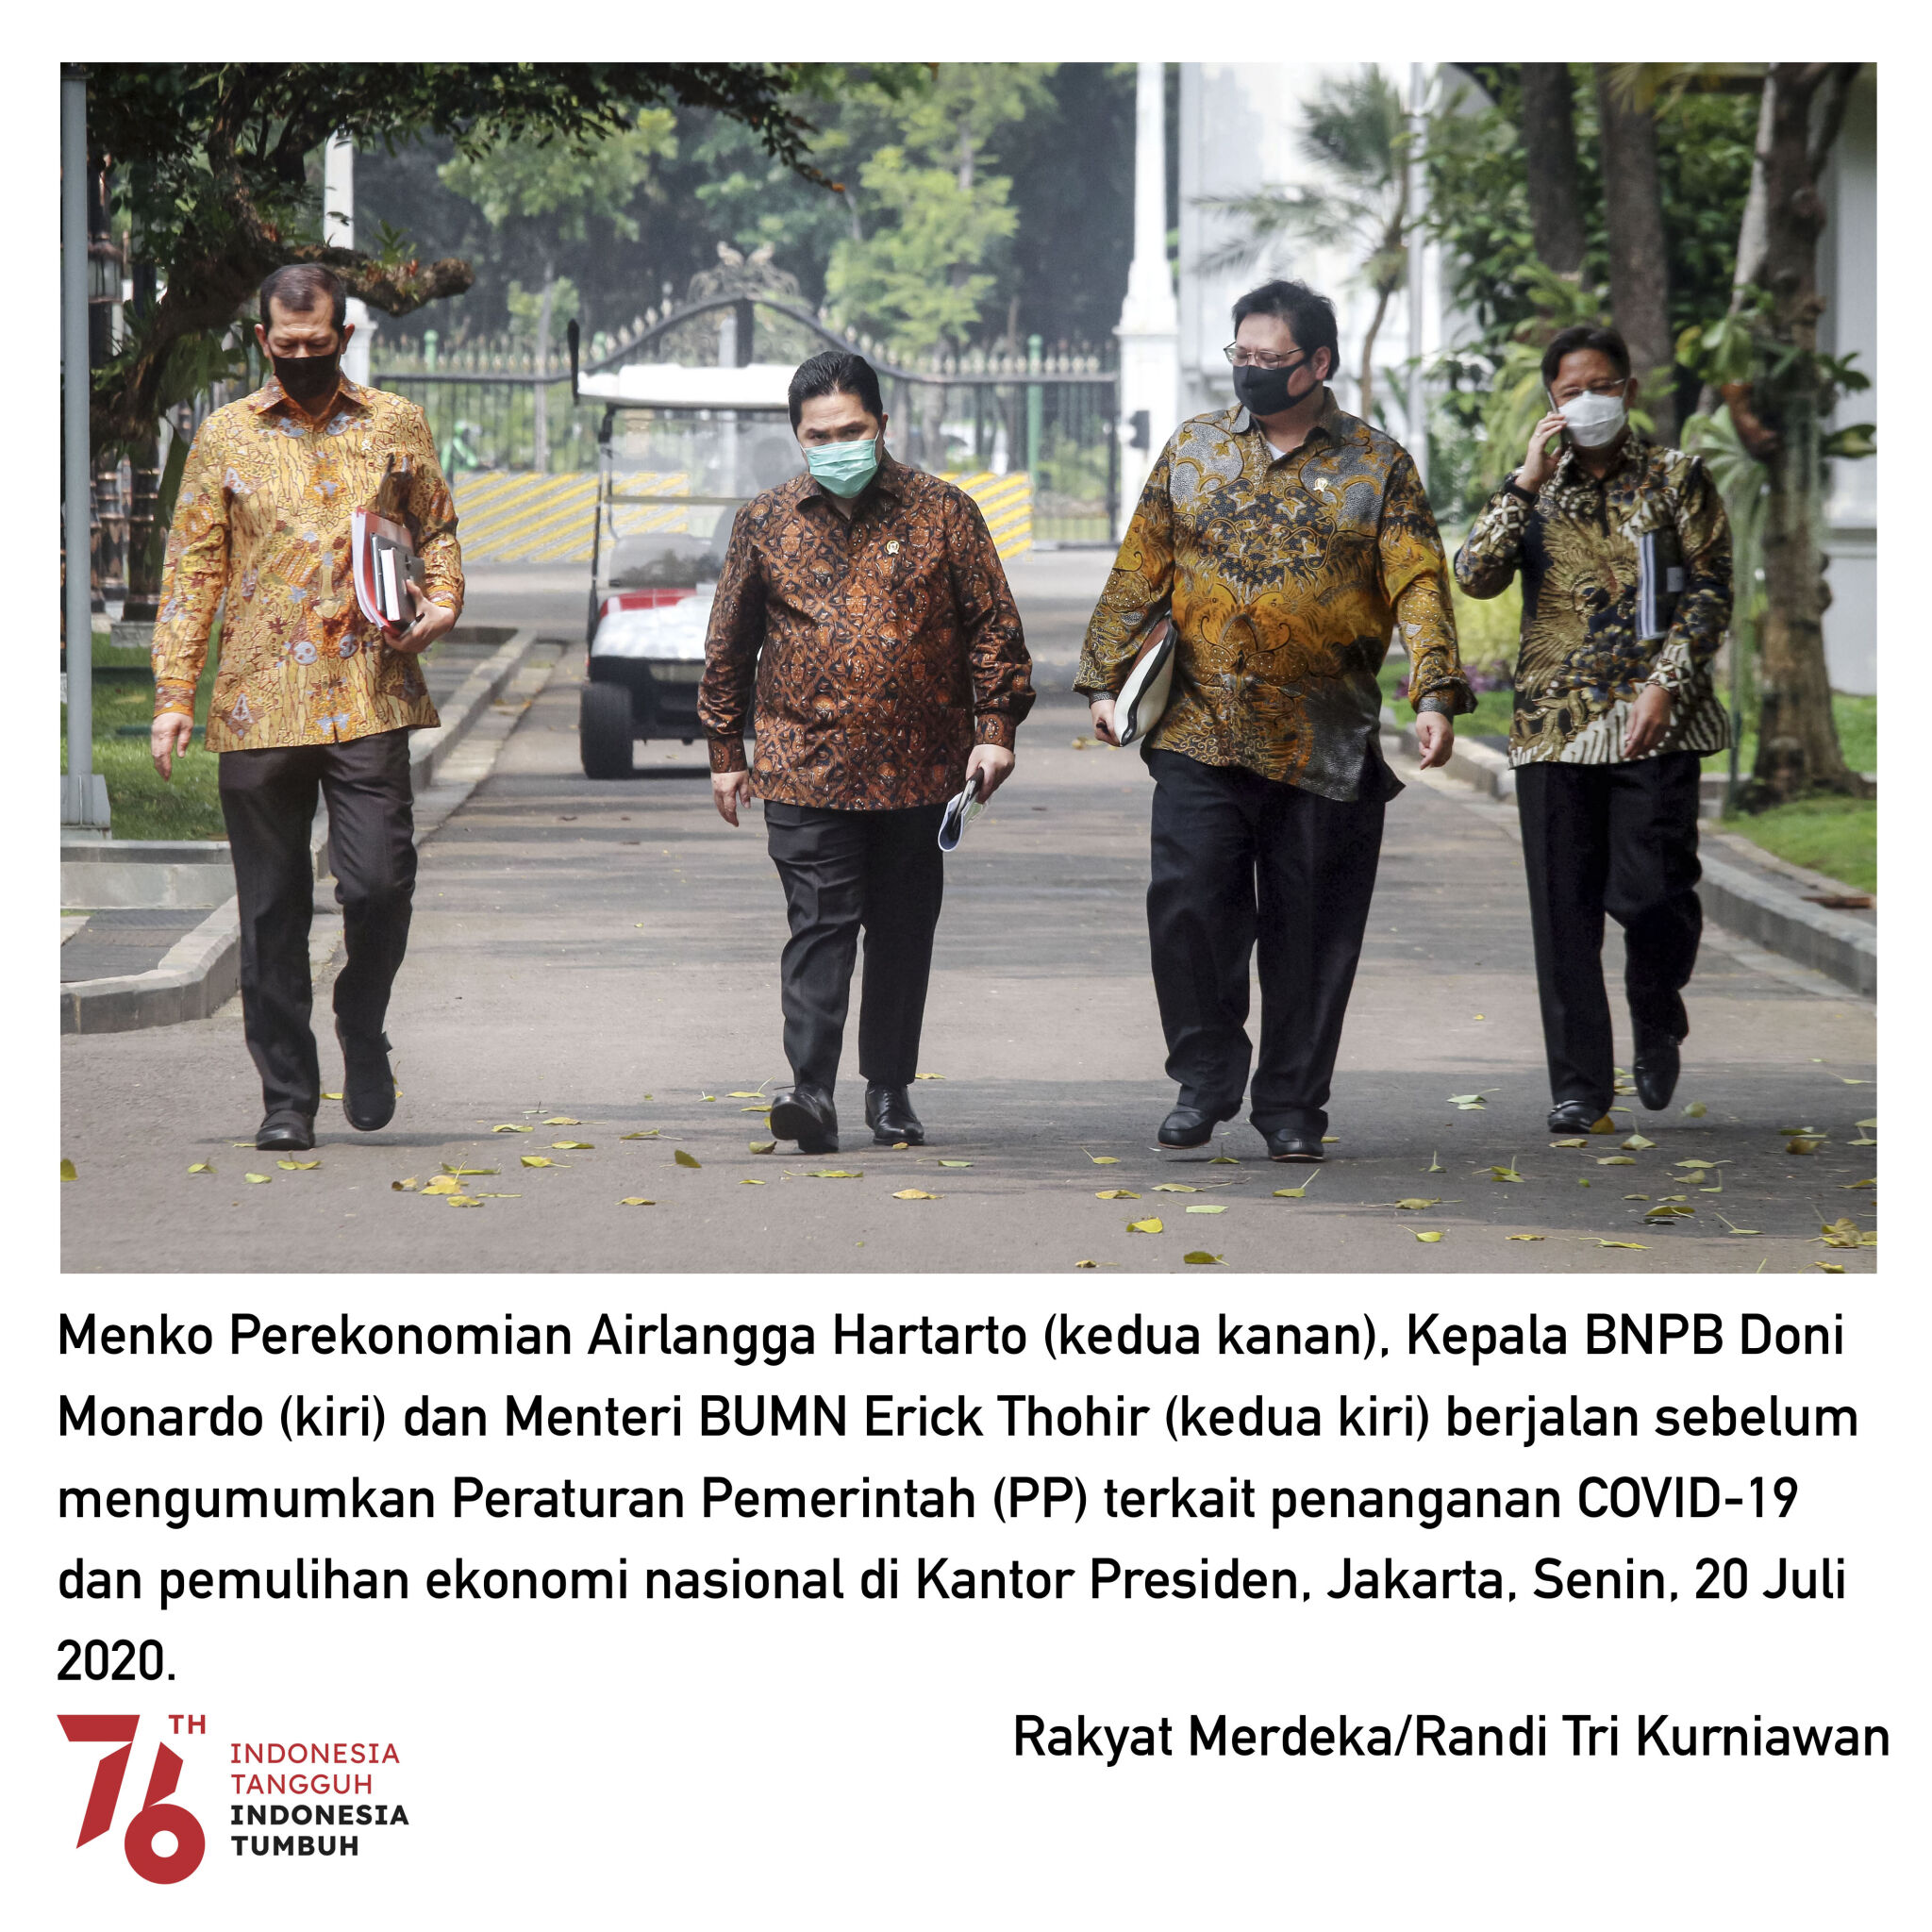 Menko Perekonomian Airlangga Hartarto (kedua kanan), Kepala BNPB Doni
Monardo (kiri) dan Menteri BUMN Erick Thohir (kedua kiri) berjalan sebelum
mengumumkan Peraturan Pemerintah (PP) terkait penanganan COVID-19
dan pemulihan ekonomi nasional di Kantor Presiden, Jakarta, Senin, 20 Juli
2020.
Rakyat Merdeka/Randi Tri Kurniawan
76TH
INDONESIA
TANGGUH
INDONESIA
TUMBUH